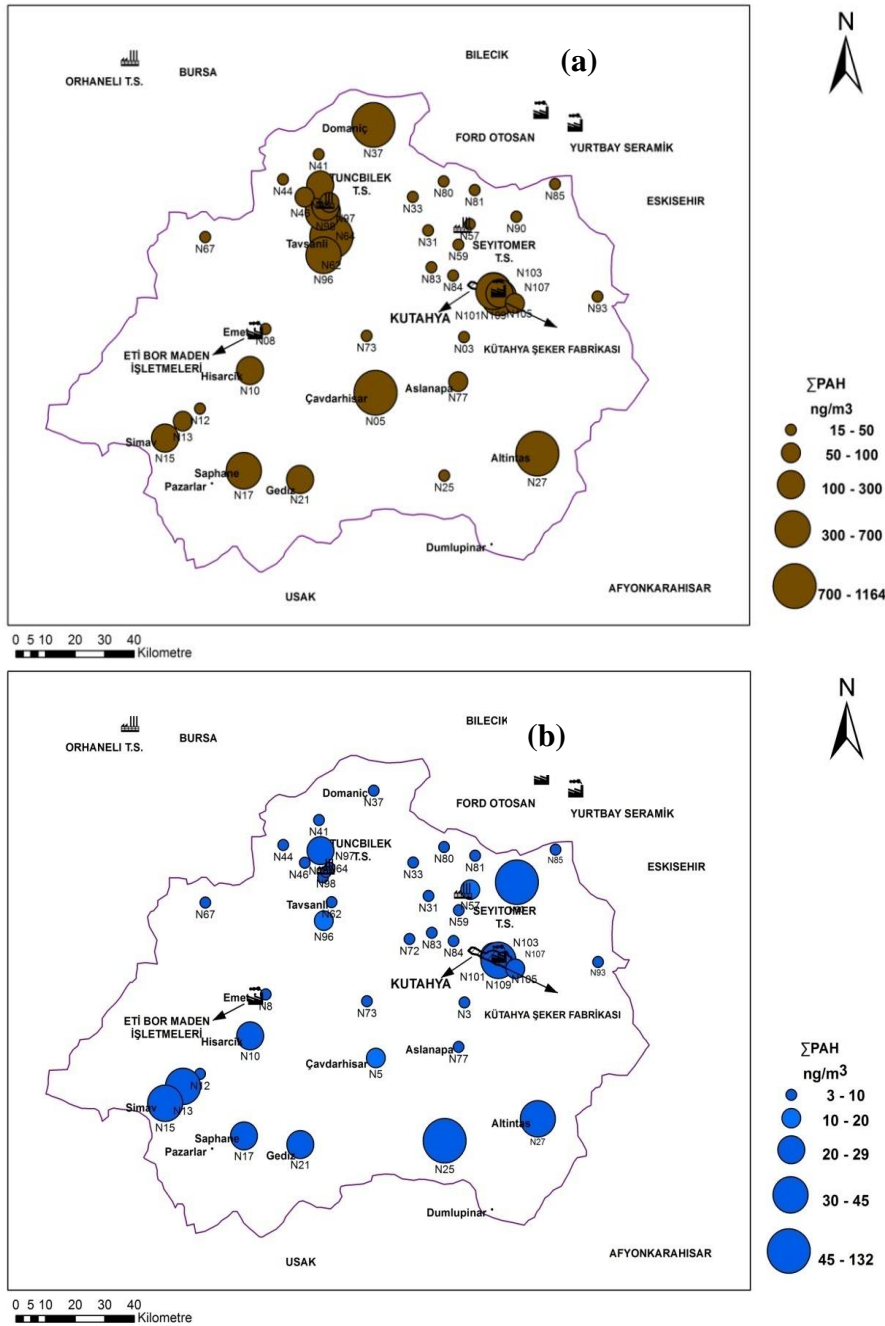 (a)
N
BILECIK
BURSA
ORHANELI T.S.
FORD OTOSAN
YURTBAY SERAMİK
ESKISEHIR
Domaniç
N37
N41
TUNCBILEK
T.S.
N44
N46
N97
N98
N64
Tavsanli
N62
N96
N67
N33
N80
N81
N85
N90
N31
N57
N59
SEYITOMER
T.S.
N83
N84
N103
N107
N101
N109
N105
N93
KUTAHYA
KÜTAHYA ŞEKER FABRİKASI
Emet
N08
ETİ BOR MADEN
İŞLETMELERİ
Hisarcik
N10
N73
N03
Çavdarhisar
N05
Aslanapa
N77
N12
N13
Simav
N15
Saphane
N17
Pazarlar
Gediz
N21
N25
Altintas
N27
Dumlupinar
USAK
AFYONKARAHISAR
∑PAH
ng/m3
15 - 50
50 - 100
100 - 300
300 - 700
700 - 1164
0 5 10 20 30 40
Kilometre
(b)
N
BILECIK
BURSA
ORHANELI T.S.
FORD OTOSAN
YURTBAY SERAMİK
ESKISEHIR
Domaniç
N37
N41
TUNCBILEK
T.S.
N44
N46
N97
N64
N98
Tavsanli
N62
N96
N67
N33
N80
N81
N85
N31
N57
N59
SEYITOMER
T.S.
N72
N83
N84
N103
N107
N101
N109
N105
N93
KUTAHYA
KÜTAHYA ŞEKER FABRİKASI
Emet
N8
ETİ BOR MADEN
İŞLETMELERİ
Hisarcik
N10
N73
N3
Çavdarhisar
N5
Aslanapa
N77
N12
N13
Simav
N15
Saphane
N17
Pazarlar
Gediz
N21
N25
Altintas
N27
Dumlupinar
USAK
AFYONKARAHISAR
∑PAH
ng/m3
3 - 10
10 - 20
20 - 29
30 - 45
45 - 132
0 5 10 20 30 40
Kilometre